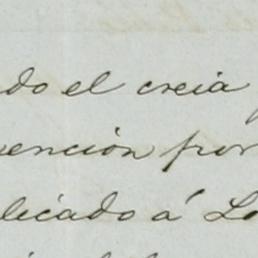 do el creia
vención por
licado á Lo